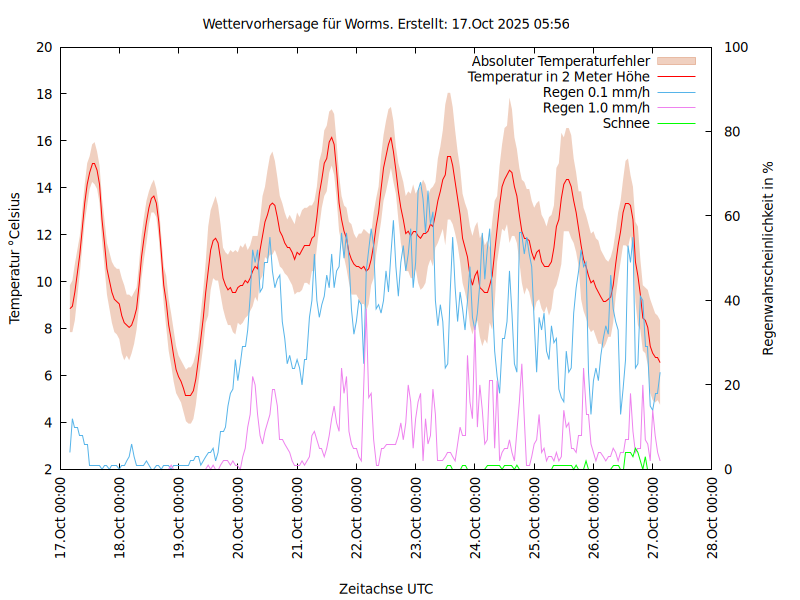 Wettervorhersage für Worms. Erstellt: 17.Oct 2025 05:56
Absoluter Temperaturfehler
Temperatur in 2 Meter Höhe
Regen 0.1 mm/h
Regen 1.0 mm/h
Schnee
Temperatur °Celsius
20
18
16
14
12
10
8
6
4
2
100
80
60
40
20
0
Regenwahrscheinlichkeit in %
17.Oct 00:00
18.Oct 00:00
19.Oct 00:00
20.Oct 00:00
21.Oct 00:00
22.Oct 00:00
23.Oct 00:00
24.Oct 00:00
25.Oct 00:00
26.Oct 00:00
27.Oct 00:00
28.Oct 00:00
Zeitachse UTC